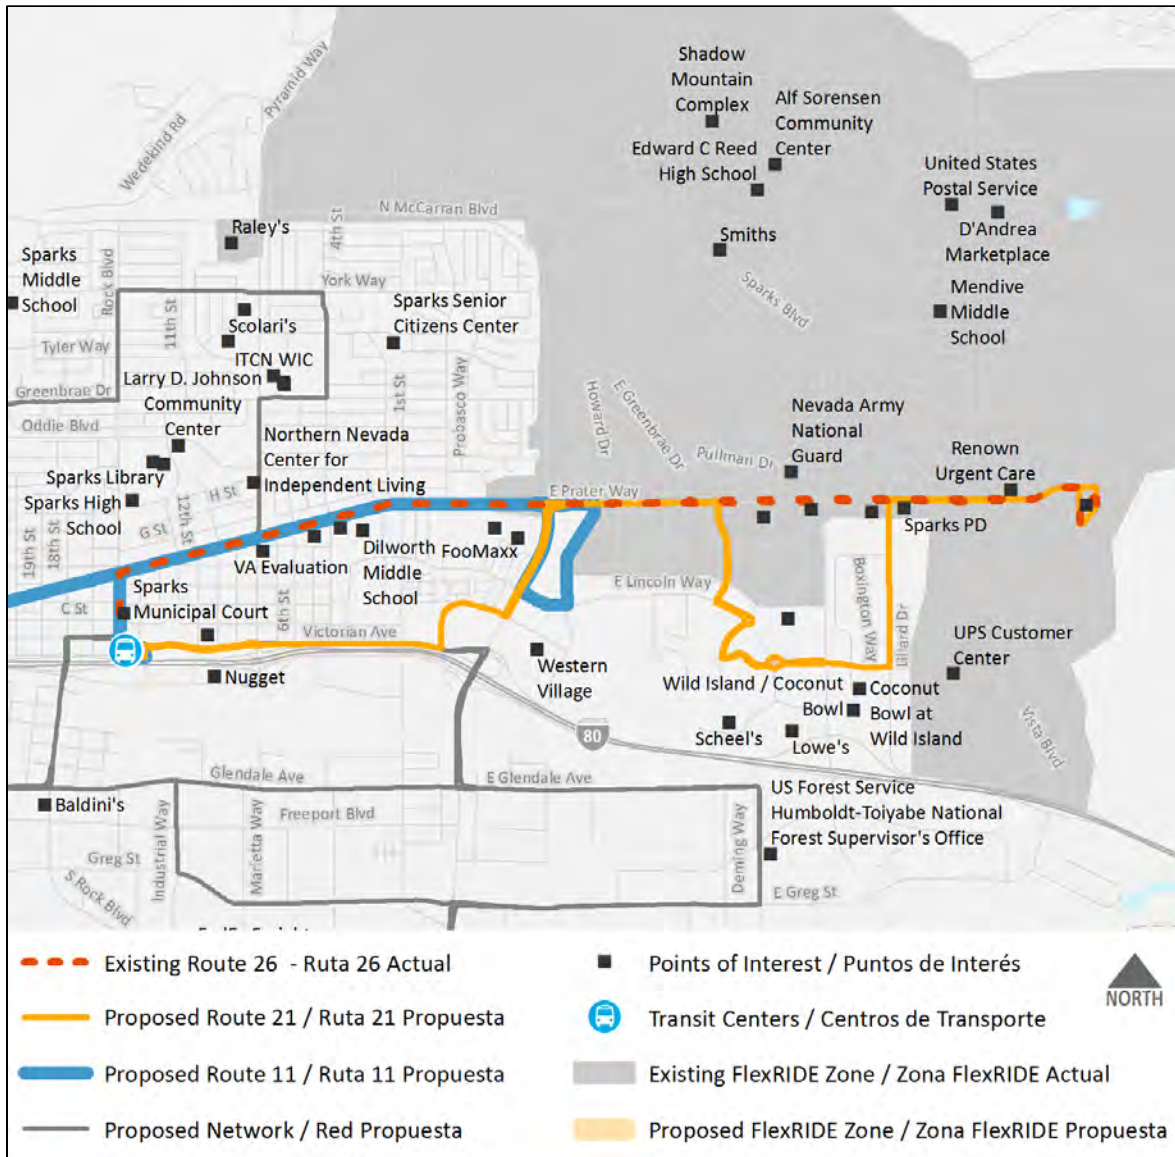 Shadow
Mountain
Complex
Alf Sorensen
Community
Center
Edward C Reed
High School
United States
Postal Service
D'Andrea
Marketplace
Pyramid Way
Wedekind Rd
N McCarran Blvd
4th St
Raley's
Smiths
Sparks Blvd
Mendive
Middle
School
Sparks
Middle
School
Rock Blvd
York Way
11th St
Scolari's
Sparks Senior
Citizens Center
Tyler Way
ITCN WIC
Greenbrae Dr
Larry D. Johnson
Community
Center
1st St
Probasco Way
Howard Dr
E Greenbrae Dr
Oddie Blvd
Northern Nevada
Center for
Independent Living
Pullman Dr
Nevada Army
National
Guard
Renown
Urgent Care
Sparks Library
Sparks High
School
H St
G St
12th St
19th St
18th St
E Prater Way
Sparks PD
VA Evaluation
Dilworth
Middle
School
FooMaxx
E Lincoln Way
Boxington Way
Lillard Dr
C St
Sparks
Municipal Court
6th St
Victorian Ave
Nugget
Western
Village
Wild Island / Coconut
Bowl
Coconut
Bowl at
Wild Island
UPS Customer
Center
Scheel's
Lowe's
Vista Blvd
80
Glendale Ave
E Glendale Ave
US Forest Service
Humboldt-Toiyabe National
Forest Supervisor's Office
Baldini's
Industrial Way
Marietta Way
Freeport Blvd
Deming Way
Greg St
S Rock Blvd
E Greg St
Existing Route 26 - Ruta 26 Actual
Proposed Route 21 / Ruta 21 Propuesta
Proposed Route 11 / Ruta 11 Propuesta
Proposed Network / Red Propuesta
Points of Interest / Puntos de Interés
Transit Centers / Centros de Transporte
Existing FlexRIDE Zone / Zona FlexRIDE Actual
Proposed FlexRIDE Zone / Zona FlexRIDE Propuesta
NORTH